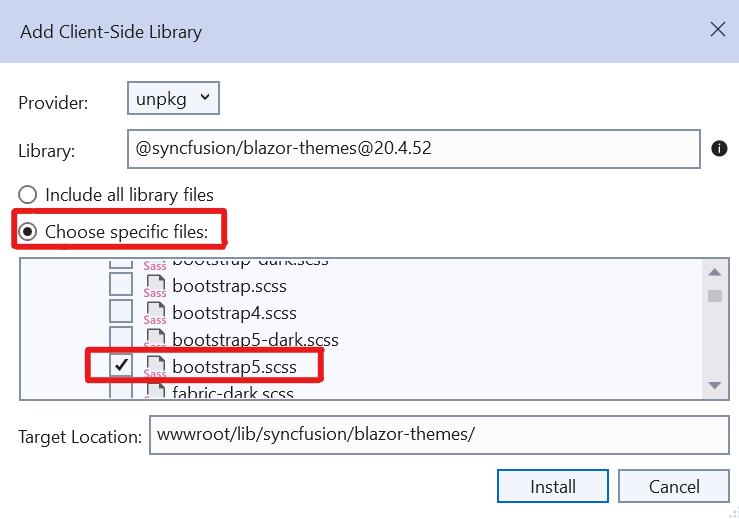 Add Client-Side Library
Provider: unpkg
Library: @syncfusion/blazor-themes@20.4.52
Include all library files
Choose specific files:
Sass bootstrap-dark.scss
Sass bootstrap.scss
Sass bootstrap4.scss
Sass bootstrap5-dark.scss
Sass bootstrap5.scss
fabric-dark.scss
Target Location: wwwroot/lib/syncfusion/blazor-themes/
Install Cancel